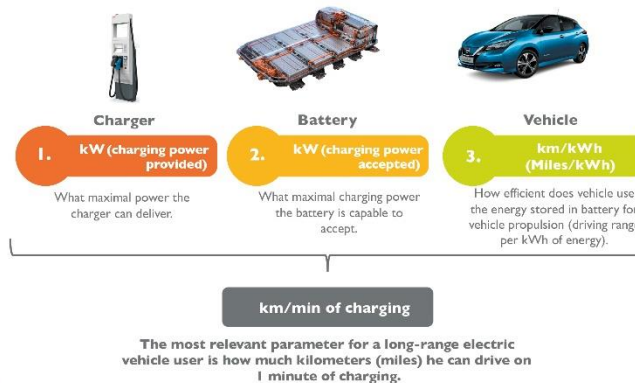 Charger
Battery
Vehicle
1.
kW (charging power
provided)
2.
kW (charging power
accepted)
3.
km/kWh
(Miles/kWh)
What maximal power the
charger can deliver.
What maximal charging power
the battery is capable to
accept.
How efficient does vehicle use
the energy stored in battery for
vehicle propulsion (driving range
per kWh of energy).
km/min of charging
The most relevant parameter for a long-range electric
vehicle user is how much kilometers (miles) he can drive on
1 minute of charging.